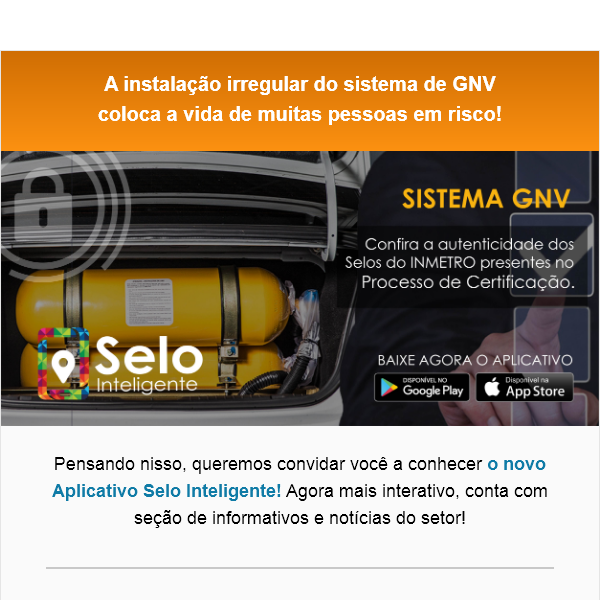 A instalação irregular do sistema de GNV
coloca a vida de muitas pessoas em risco!
SISTEMA GNV
Confira a autenticidade dos
Selos do INMETRO presentes no
Processo de Certificação.
Selo
Inteligente
BAIXE AGORA O APLICATIVO
DISPONÍVEL NO
Google Play
Disponível na
App Store
Pensando nisso, queremos convidar você a conhecer o novo
Aplicativo Selo Inteligente! Agora mais interativo, conta com
seção de informativos e notícias do setor!